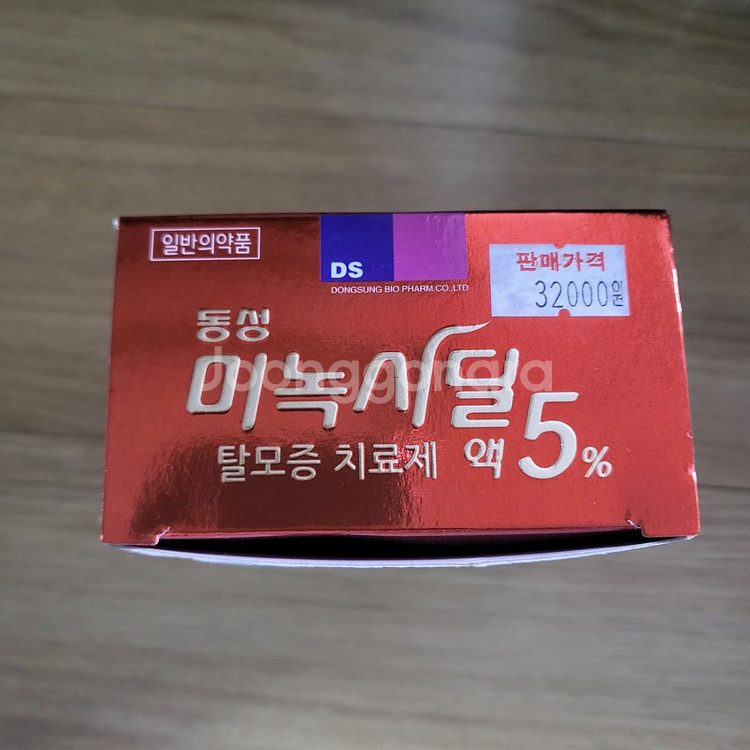 일반의약품
DS
DONGSUNG BIO PHARM.CO.,LTD
판매가격
32000원
동성
미녹시딜
Joonggongla
탈모증 치료제 액 5%